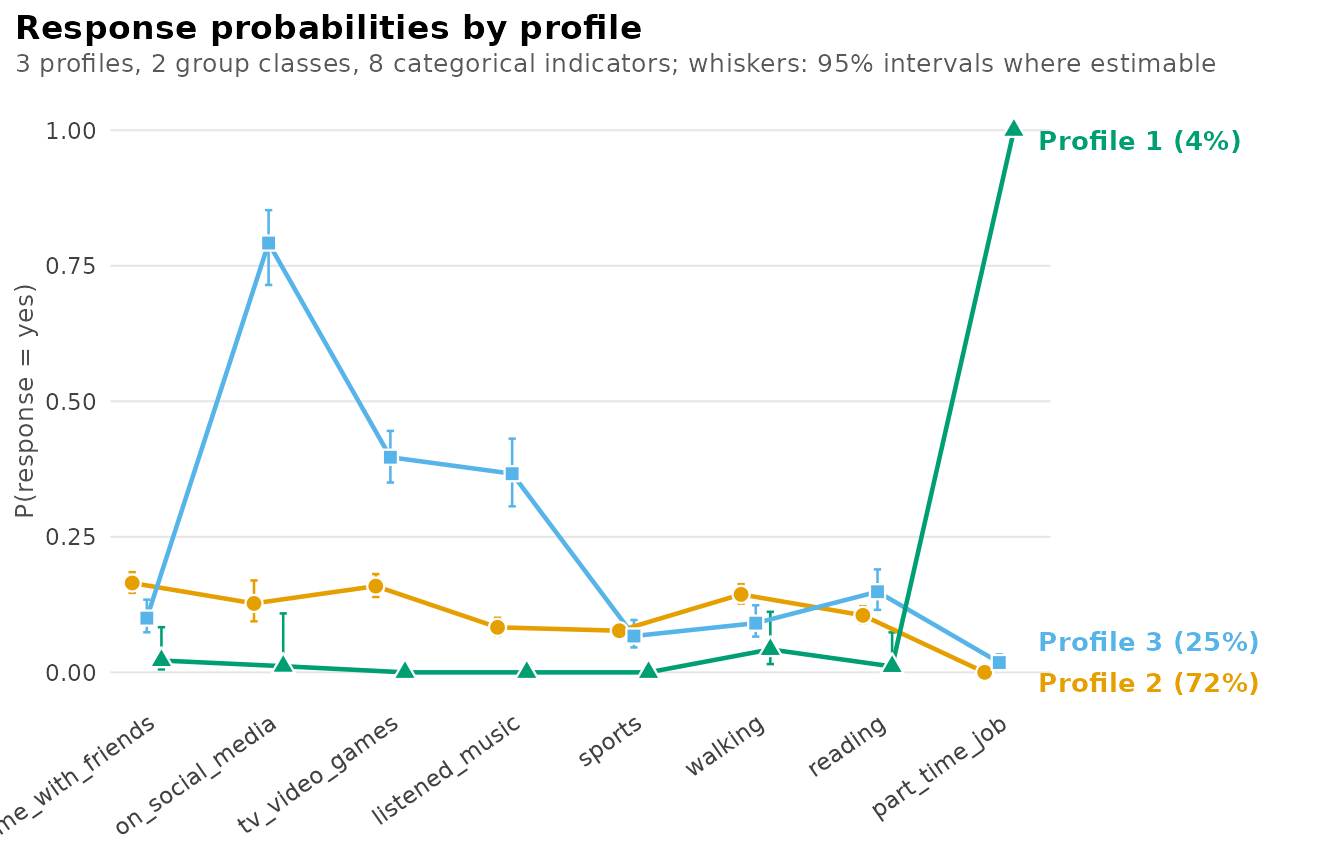 Response probabilities by profile
3 profiles, 2 group classes, 8 categorical indicators; whiskers: 95% intervals where estimable
P(response = yes)
1.00
0.75
0.50
0.25
0.00
Profile 1 (4%)
Profile 3 (25%)
Profile 2 (72%)
me_with_friends
on_social_media
tv_video_games
listened_music
sports
walking
reading
part_time_job